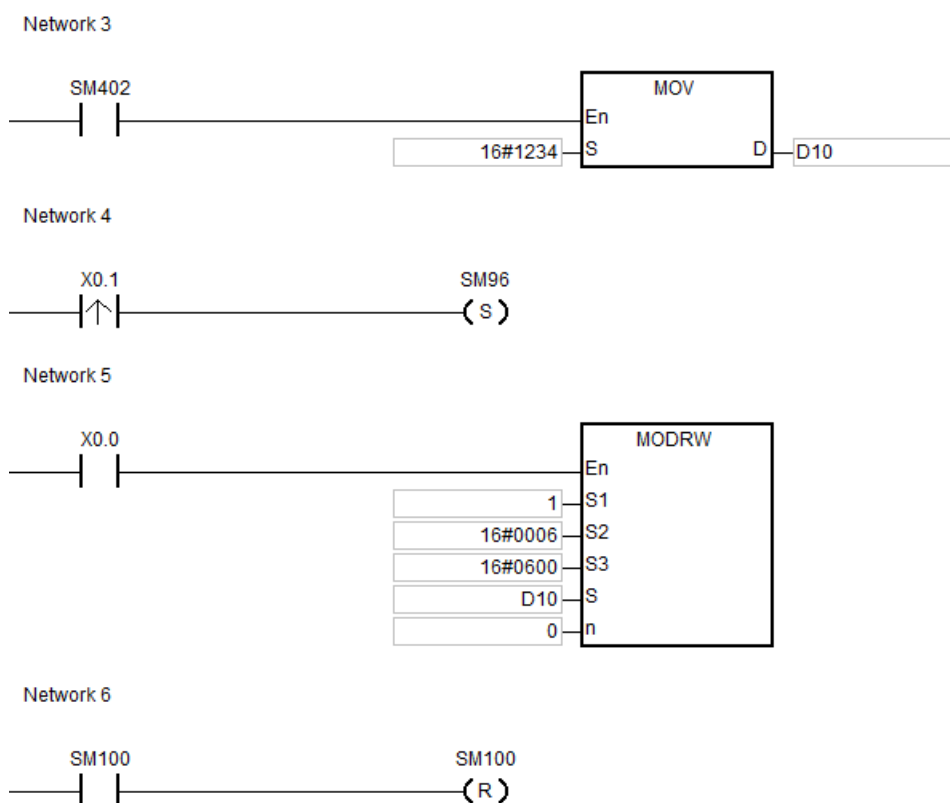 Network 3
SM402
MOV
En
16#1234 S D D10
Network 4
X0.1 SM96
S
Network 5
X0.0 MODRW
En
1 S1
16#0006 S2
16#0600 S3
D10 S
0 n
Network 6
SM100 SM100
R